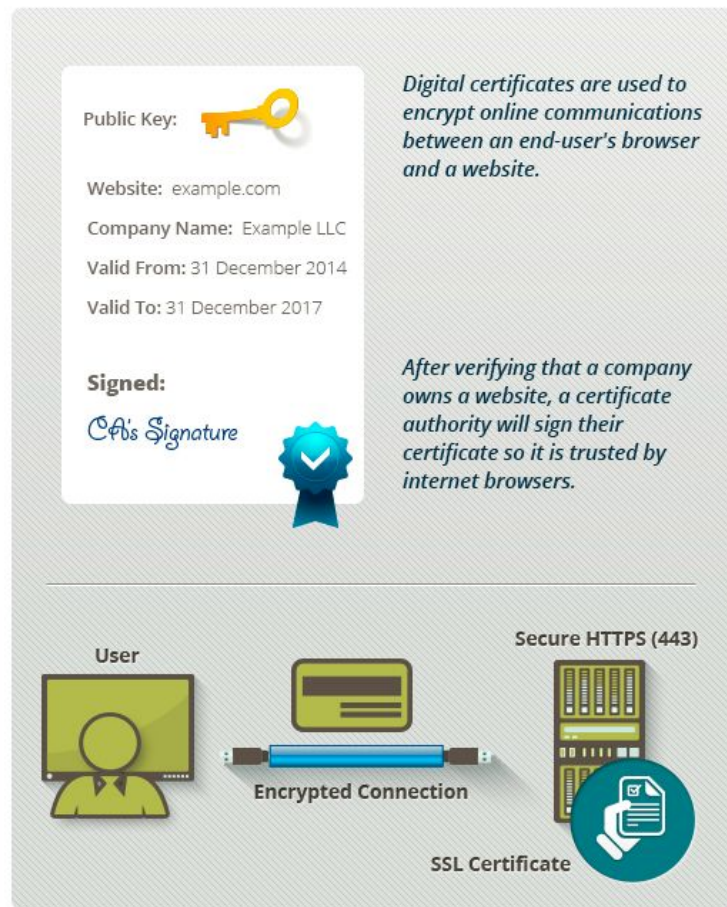 Public Key:
Website: example.com
Company Name: Example LLC
Valid From: 31 December 2014
Valid To: 31 December 2017
Signed:
CA's Signature
Digital certificates are used to
encrypt online communications
between an end-user's browser
and a website.
After verifying that a company
owns a website, a certificate
authority will sign their
certificate so it is trusted by
internet browsers.
User
Secure HTTPS (443)
Encrypted Connection
SSL Certificate